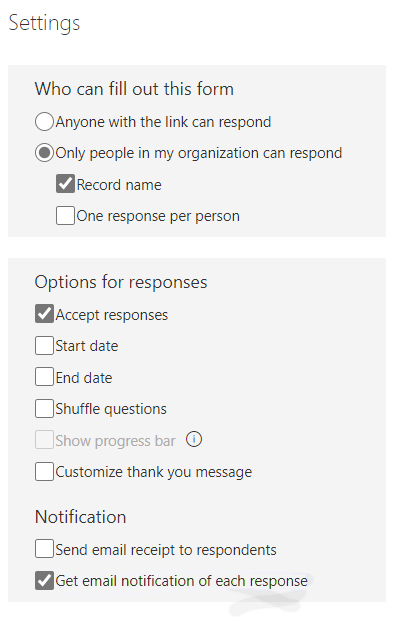 Settings
Who can fill out this form
Anyone with the link can respond
Only people in my organization can respond
Record name
One response per person
Options for responses
Accept responses
Start date
End date
Shuffle questions
Show progress bar
Customize thank you message
Notification
Send email receipt to respondents
Get email notification of each response